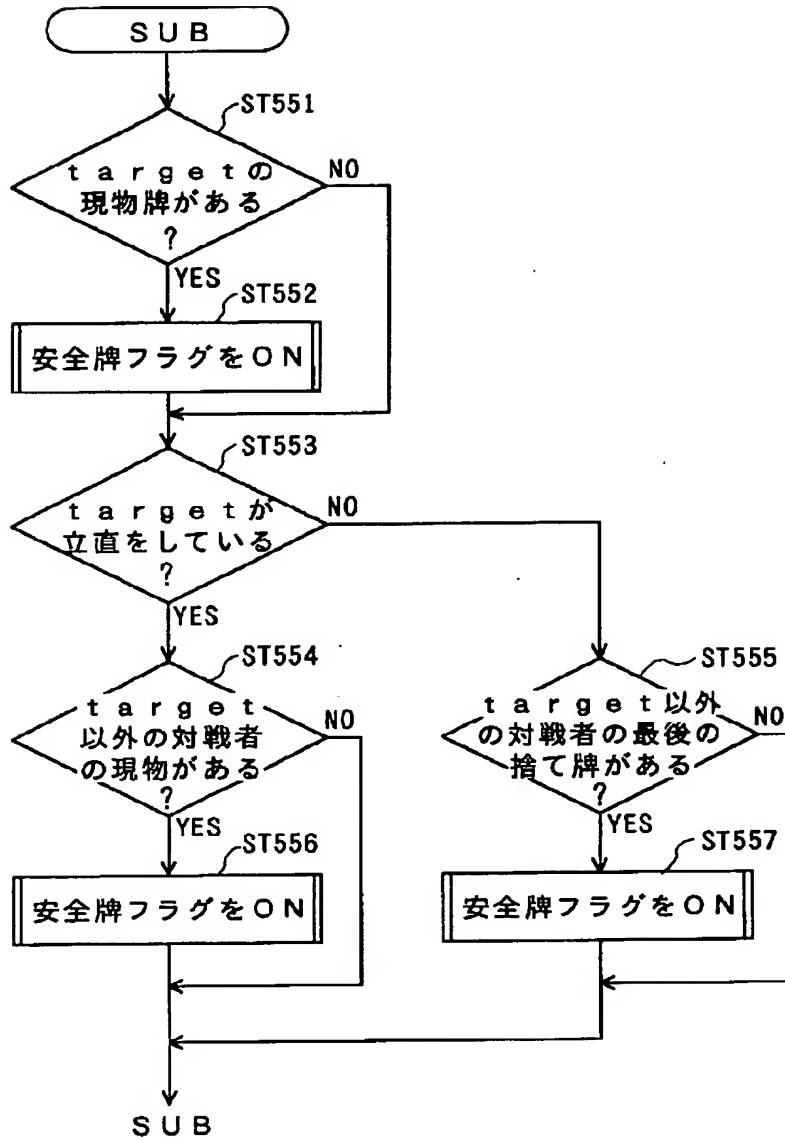 SUB
ST551
targetの
現物牌がある
?
NO
YES
ST552
安全牌フラグをON
ST553
targetが
立直をしている
?
NO
YES
ST554
target
以外の対戦者
の現物がある
?
NO
YES
ST555
target以外
の対戦者の最後の
捨て牌がある
?
NO
YES
ST556
安全牌フラグをON
ST557
安全牌フラグをON
SUB